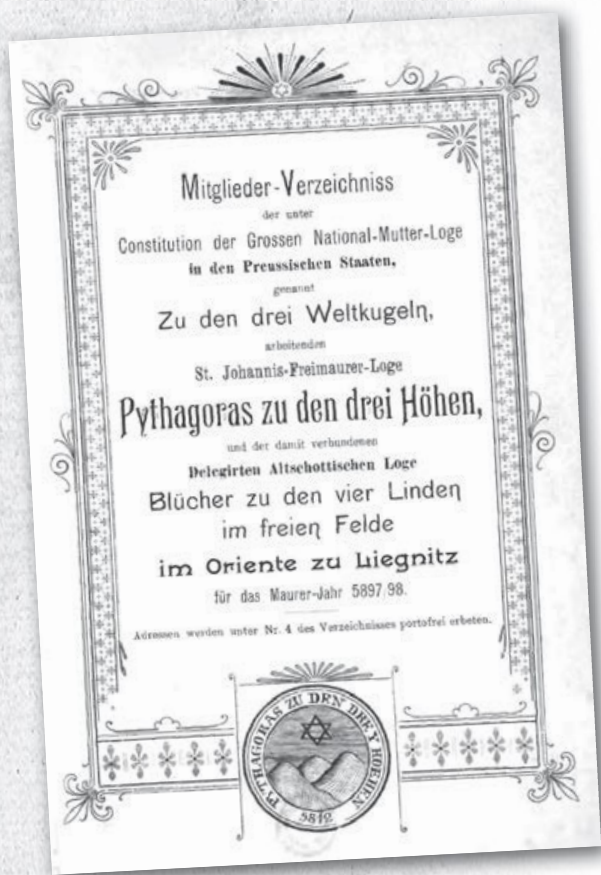 Mitglieder-Verzeichniss
der unter
Constitution der Grossen National-Mutter-Loge
in den Preussischen Staaten,
genannt
Zu den drei Weltkugeln,
arbeitenden
St. Johannis-Freimaurer-Loge
Pythagoras zu den drei Höhen,
und der damit verbundenen
Delegirten Altschottischen Loge
Blücher zu den vier Linden
im freien Felde
im Oriente zu Liegnitz
für das Maurer-Jahr 5897/98.
Adressen werden unter Nr. 4 des Verzeichnisses portofrei erbeten.
PYTHAGORAS ZU DEN DREY HOEHEN
5812